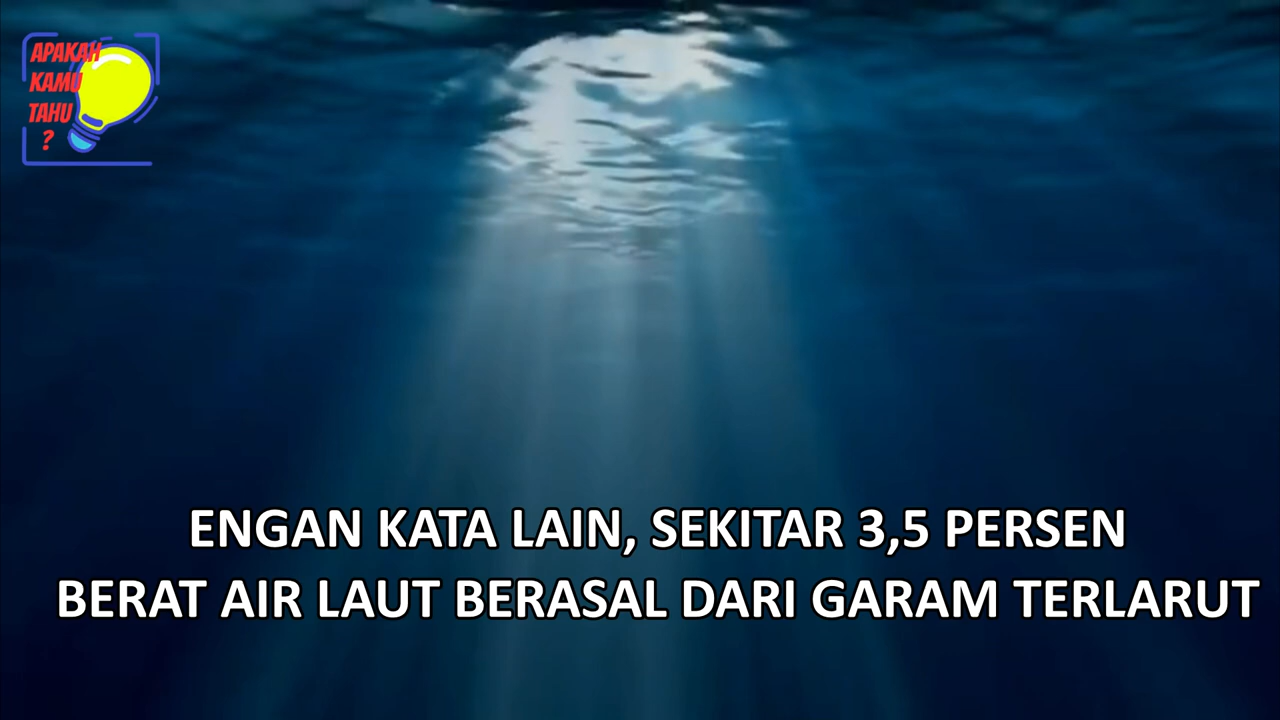 APAKAH
KAMU
TAHU
?
ENGAN KATA LAIN, SEKITAR 3,5 PERSEN
BERAT AIR LAUT BERASAL DARI GARAM TERLARUT